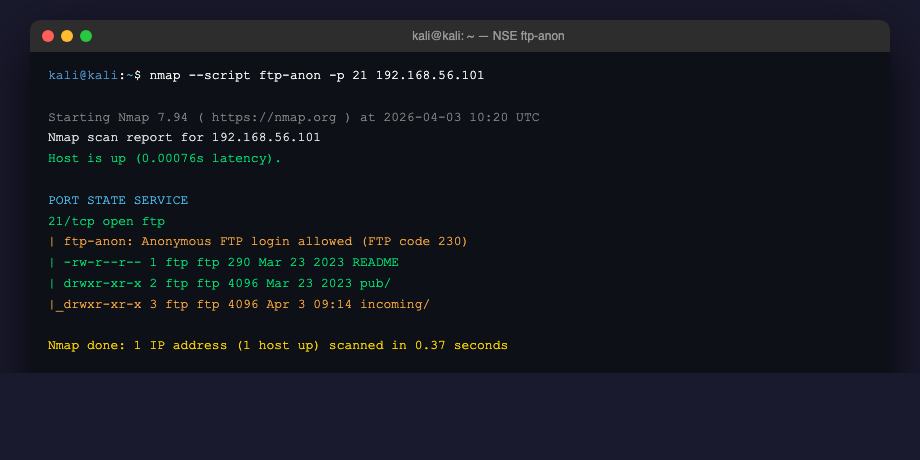 kali@kali: ~ — NSE ftp-anon
kali@kali:~$ nmap --script ftp-anon -p 21 192.168.56.101
Starting Nmap 7.94 ( https://nmap.org ) at 2026-04-03 10:20 UTC
Nmap scan report for 192.168.56.101
Host is up (0.00076s latency).
PORT STATE SERVICE
21/tcp open ftp
| ftp-anon: Anonymous FTP login allowed (FTP code 230)
| -rw-r--r-- 1 ftp ftp 290 Mar 23 2023 README
| drwxr-xr-x 2 ftp ftp 4096 Mar 23 2023 pub/
|_drwxr-xr-x 3 ftp ftp 4096 Apr 3 09:14 incoming/
Nmap done: 1 IP address (1 host up) scanned in 0.37 seconds